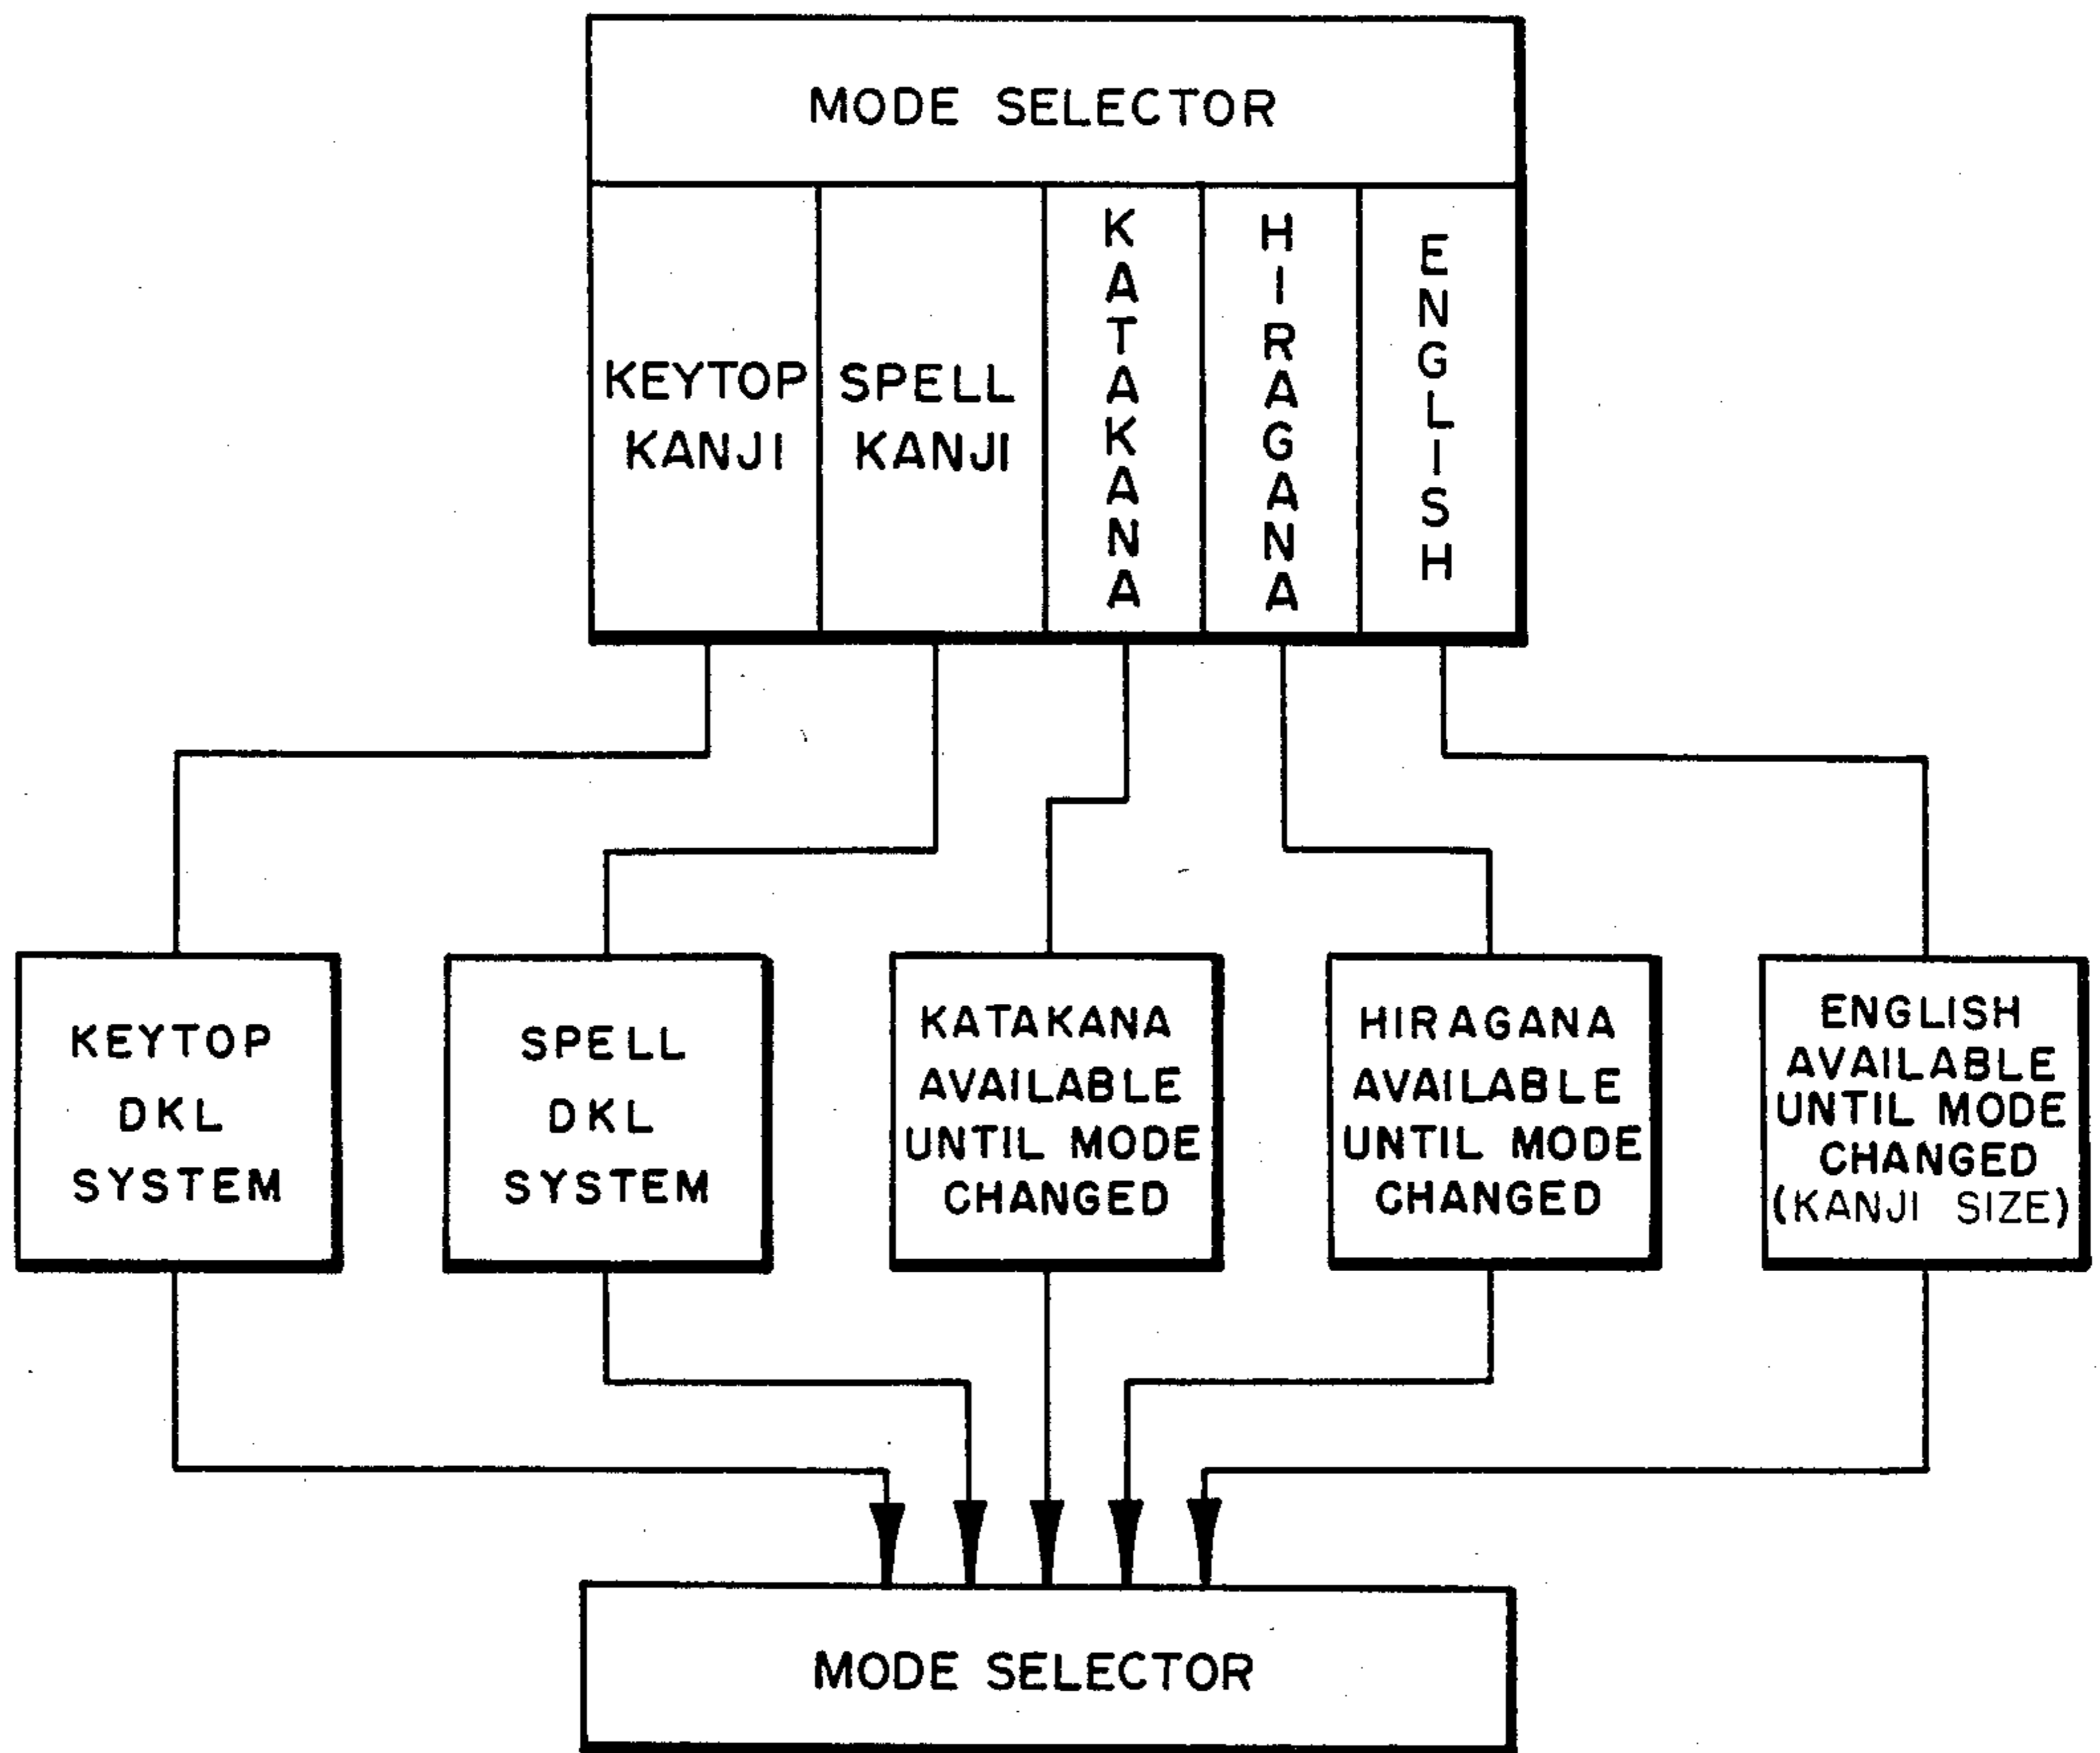 MODE SELECTOR
KEYTOP
KANJI
SPELL
KANJI
KATAKANA
HIRAGANA
ENGLISH
KEYTOP
DKL
SYSTEM
SPELL
DKL
SYSTEM
KATAKANA
AVAILABLE
UNTIL MODE
CHANGED
HIRAGANA
AVAILABLE
UNTIL MODE
CHANGED
ENGLISH
AVAILABLE
UNTIL MODE
CHANGED
(KANJI SIZE)
MODE SELECTOR